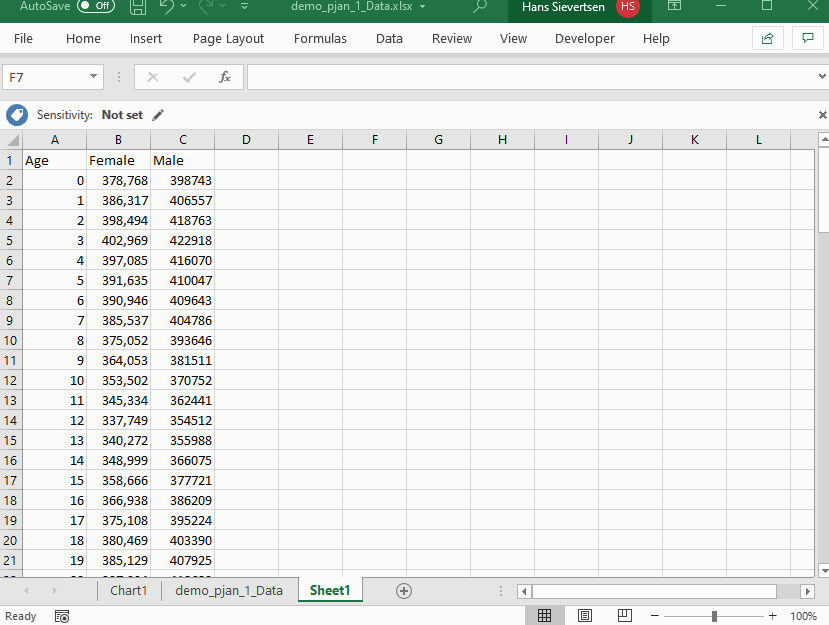 AutoSave Off demo_pjan_1_Data.xlsx Hans Sievertsen HS
File Home Insert Page Layout Formulas Data Review View Developer Help
F7 fx
Sensitivity: Not set
A B C D E F G H I J K L
1 Age Female Male
2 0 378,768 398743
3 1 386,317 406557
4 2 398,494 418763
5 3 402,969 422918
6 4 397,085 416070
7 5 391,635 410047
8 6 390,946 409643
9 7 385,537 404786
10 8 375,052 393646
11 9 364,053 381511
12 10 353,502 370752
13 11 345,334 362441
14 12 337,749 354512
15 13 340,272 355988
16 14 348,999 366075
17 15 358,666 377721
18 16 366,938 386209
19 17 375,108 395224
20 18 380,469 403390
21 19 385,129 407925
Chart1 demo_pjan_1_Data Sheet1
Ready 100%